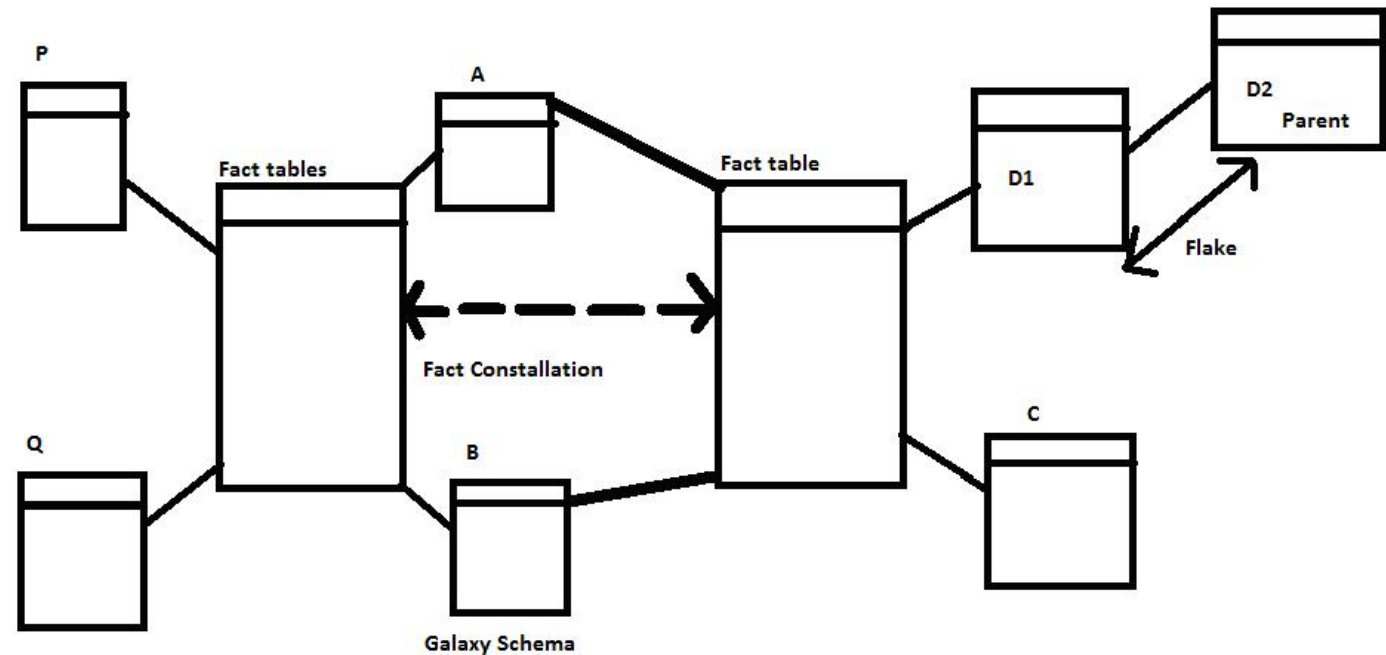 P
A
D2
Parent
Fact tables
Fact table
D1
Flake
Fact Constallation
Q
B
C
Galaxy Schema